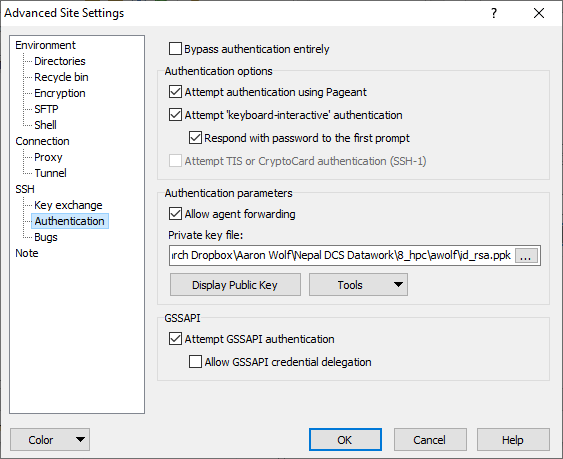 Advanced Site Settings
Environment
Directories
Recycle bin
Encryption
SFTP
Shell
Connection
Proxy
Tunnel
SSH
Key exchange
Authentication
Bugs
Note
Bypass authentication entirely
Authentication options
Attempt authentication using Pageant
Attempt 'keyboard-interactive' authentication
Respond with password to the first prompt
Attempt TIS or CryptoCard authentication (SSH-1)
Authentication parameters
Allow agent forwarding
Private key file:
arch Dropbox\Aaron Wolf\Nepal DCS Datawork\8_hpc\awolf\id_rsa.ppk ...
Display Public Key Tools
GSSAPI
Attempt GSSAPI authentication
Allow GSSAPI credential delegation
Color OK Cancel Help